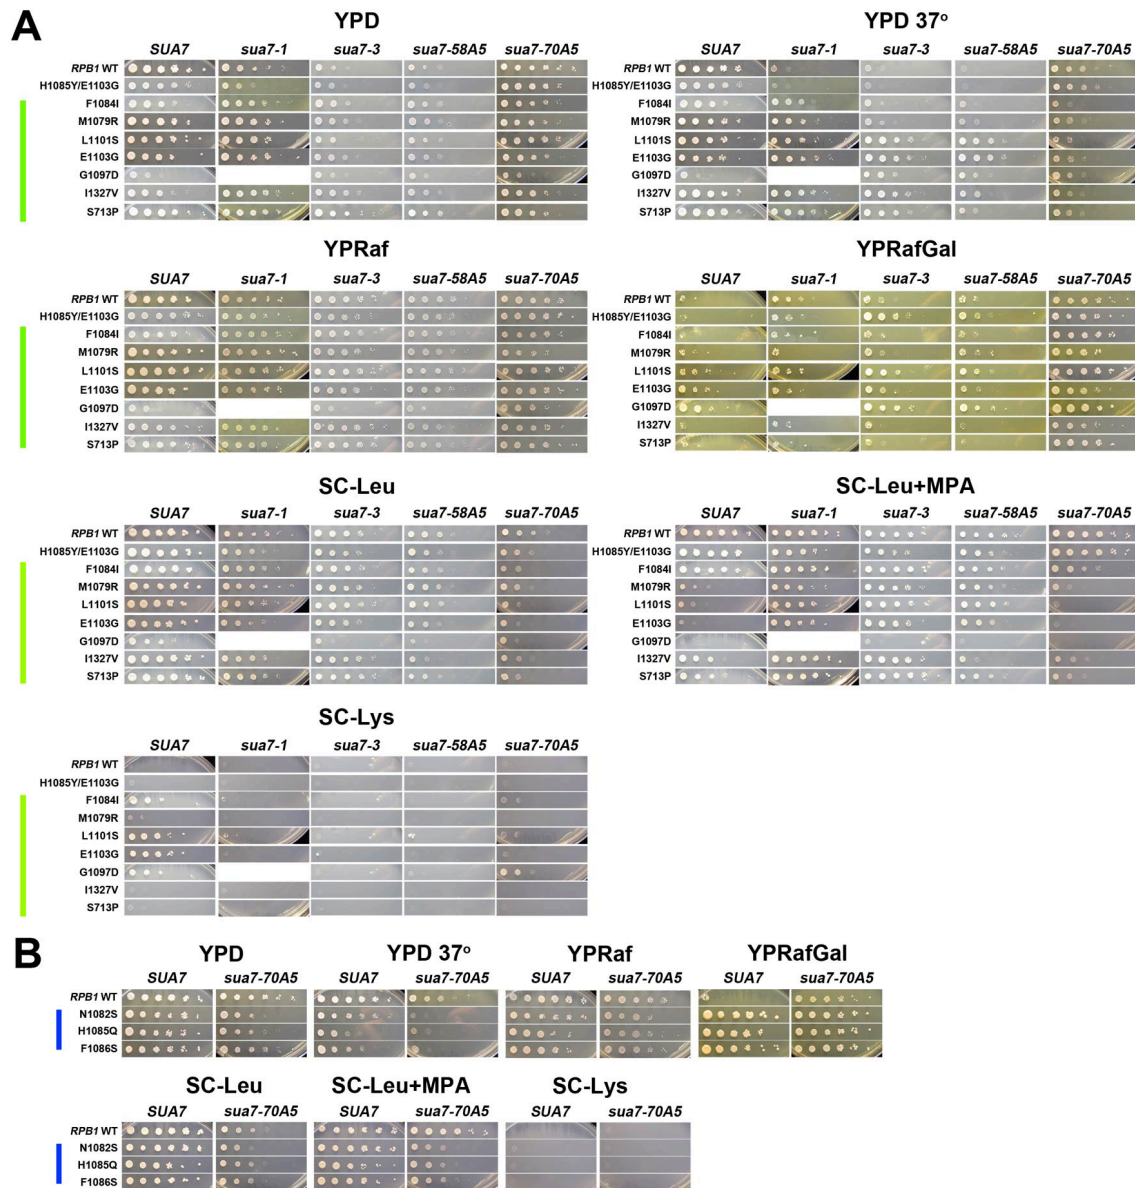 A
YPD
SUA7 sua7-1 sua7-3 sua7-58A5 sua7-70A5
RPB1 WT
H1085Y/E1103G
F1084I
M1079R
L1101S
E1103G
G1097D
I1327V
S713P
YPD 37º
SUA7 sua7-1 sua7-3 sua7-58A5 sua7-70A5
RPB1 WT
H1085Y/E1103G
F1084I
M1079R
L1101S
E1103G
G1097D
I1327V
S713P
YPRaf
SUA7 sua7-1 sua7-3 sua7-58A5 sua7-70A5
RPB1 WT
H1085Y/E1103G
F1084I
M1079R
L1101S
E1103G
G1097D
I1327V
S713P
YPRafGal
SUA7 sua7-1 sua7-3 sua7-58A5 sua7-70A5
RPB1 WT
H1085Y/E1103G
F1084I
M1079R
L1101S
E1103G
G1097D
I1327V
S713P
SC-Leu
SUA7 sua7-1 sua7-3 sua7-58A5 sua7-70A5
RPB1 WT
H1085Y/E1103G
F1084I
M1079R
L1101S
E1103G
G1097D
I1327V
S713P
SC-Leu+MPA
SUA7 sua7-1 sua7-3 sua7-58A5 sua7-70A5
RPB1 WT
H1085Y/E1103G
F1084I
M1079R
L1101S
E1103G
G1097D
I1327V
S713P
SC-Lys
SUA7 sua7-1 sua7-3 sua7-58A5 sua7-70A5
RPB1 WT
H1085Y/E1103G
F1084I
M1079R
L1101S
E1103G
G1097D
I1327V
S713P
B
YPD YPD 37º YPRaf YPRafGal
SUA7 sua7-70A5 SUA7 sua7-70A5 SUA7 sua7-70A5 SUA7 sua7-70A5
RPB1 WT
N1082S
H1085Q
F1086S
SC-Leu SC-Leu+MPA SC-Lys
SUA7 sua7-70A5 SUA7 sua7-70A5 SUA7 sua7-70A5
RPB1 WT
N1082S
H1085Q
F1086S